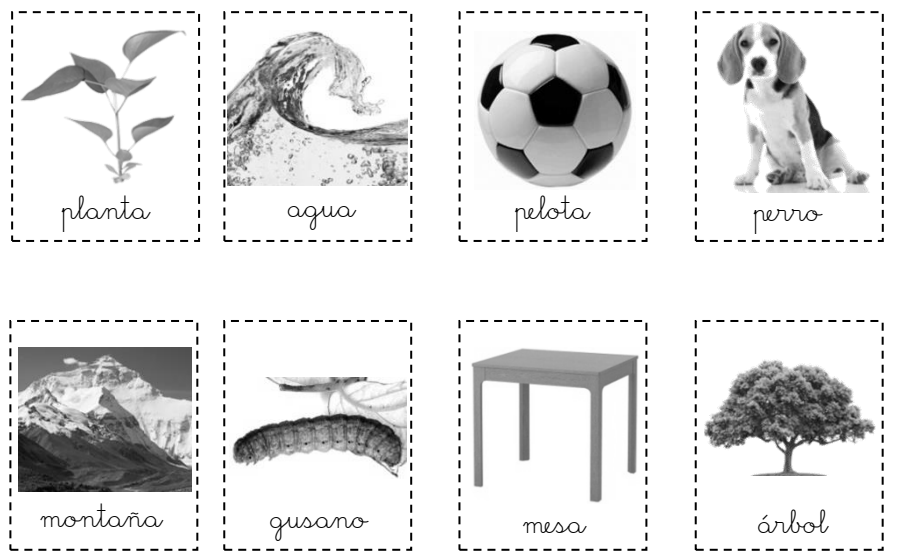 planta
agua
pelota
perro
montaña
gusano
mesa
árbol